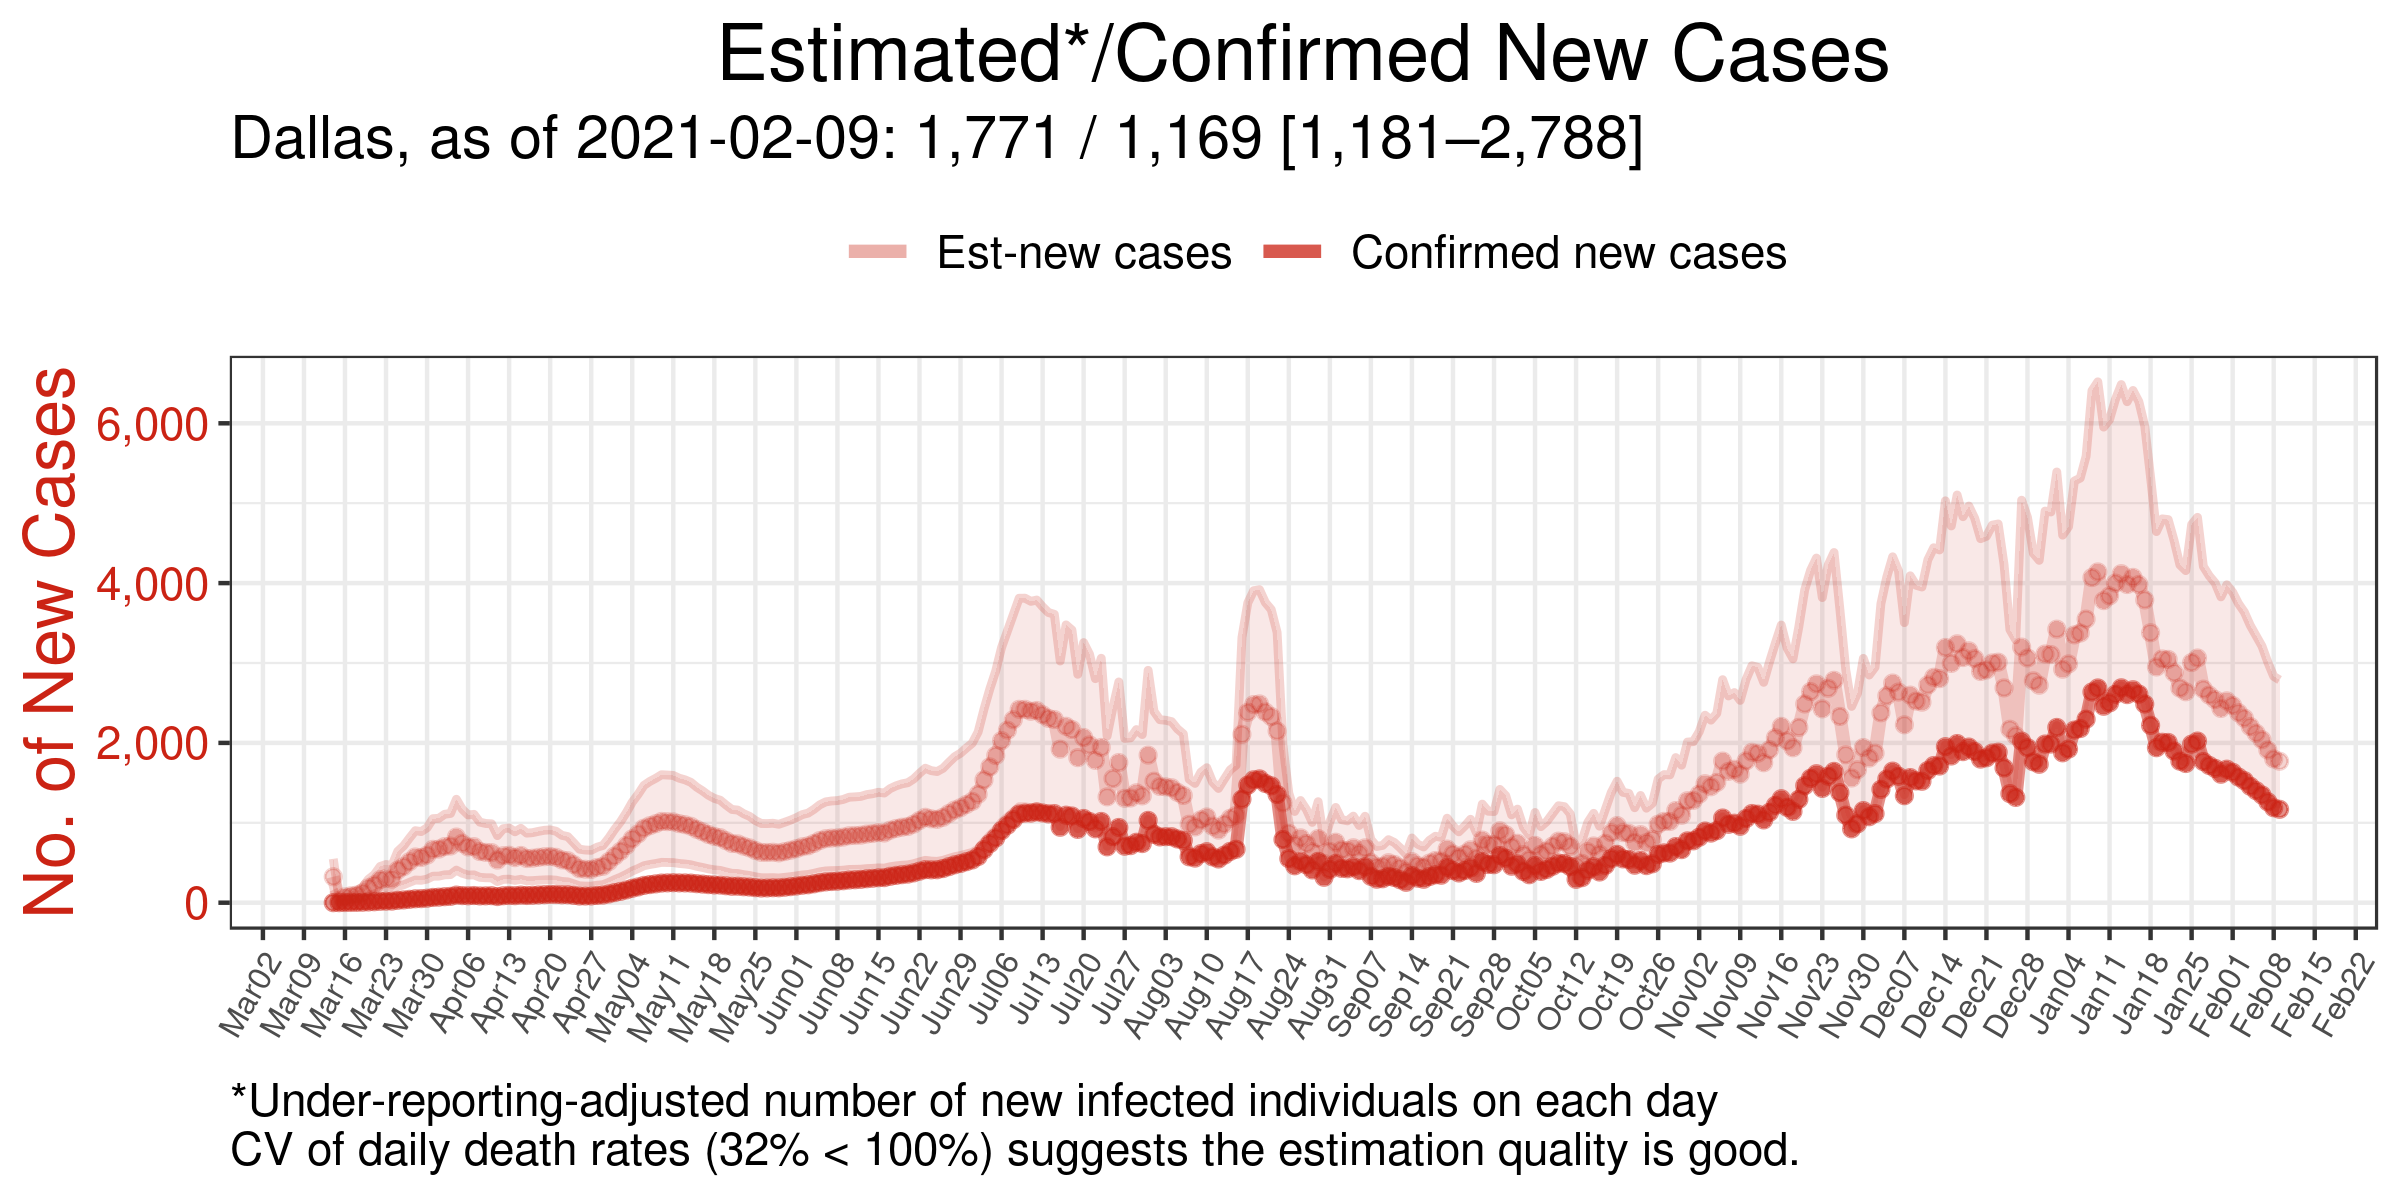 Estimated*/Confirmed New Cases
Dallas, as of 2021-02-09: 1,771 / 1,169 [1,181–2,788]
Est-new cases Confirmed new cases
No. of New Cases
6,000
4,000
2,000
0
Mar02 Mar09 Mar16 Mar23 Mar30 Apr06 Apr13 Apr20 Apr27 May04 May11 May18 May25 Jun01 Jun08 Jun15 Jun22 Jun29 Jul06 Jul13 Jul20 Jul27 Aug03 Aug10 Aug17 Aug24 Aug31 Sep07 Sep14 Sep21 Sep28 Oct05 Oct12 Oct19 Oct26 Nov02 Nov09 Nov16 Nov23 Nov30 Dec07 Dec14 Dec21 Dec28 Jan04 Jan11 Jan18 Jan25 Feb01 Feb08 Feb15 Feb22
*Under-reporting-adjusted number of new infected individuals on each day
CV of daily death rates (32% < 100%) suggests the estimation quality is good.